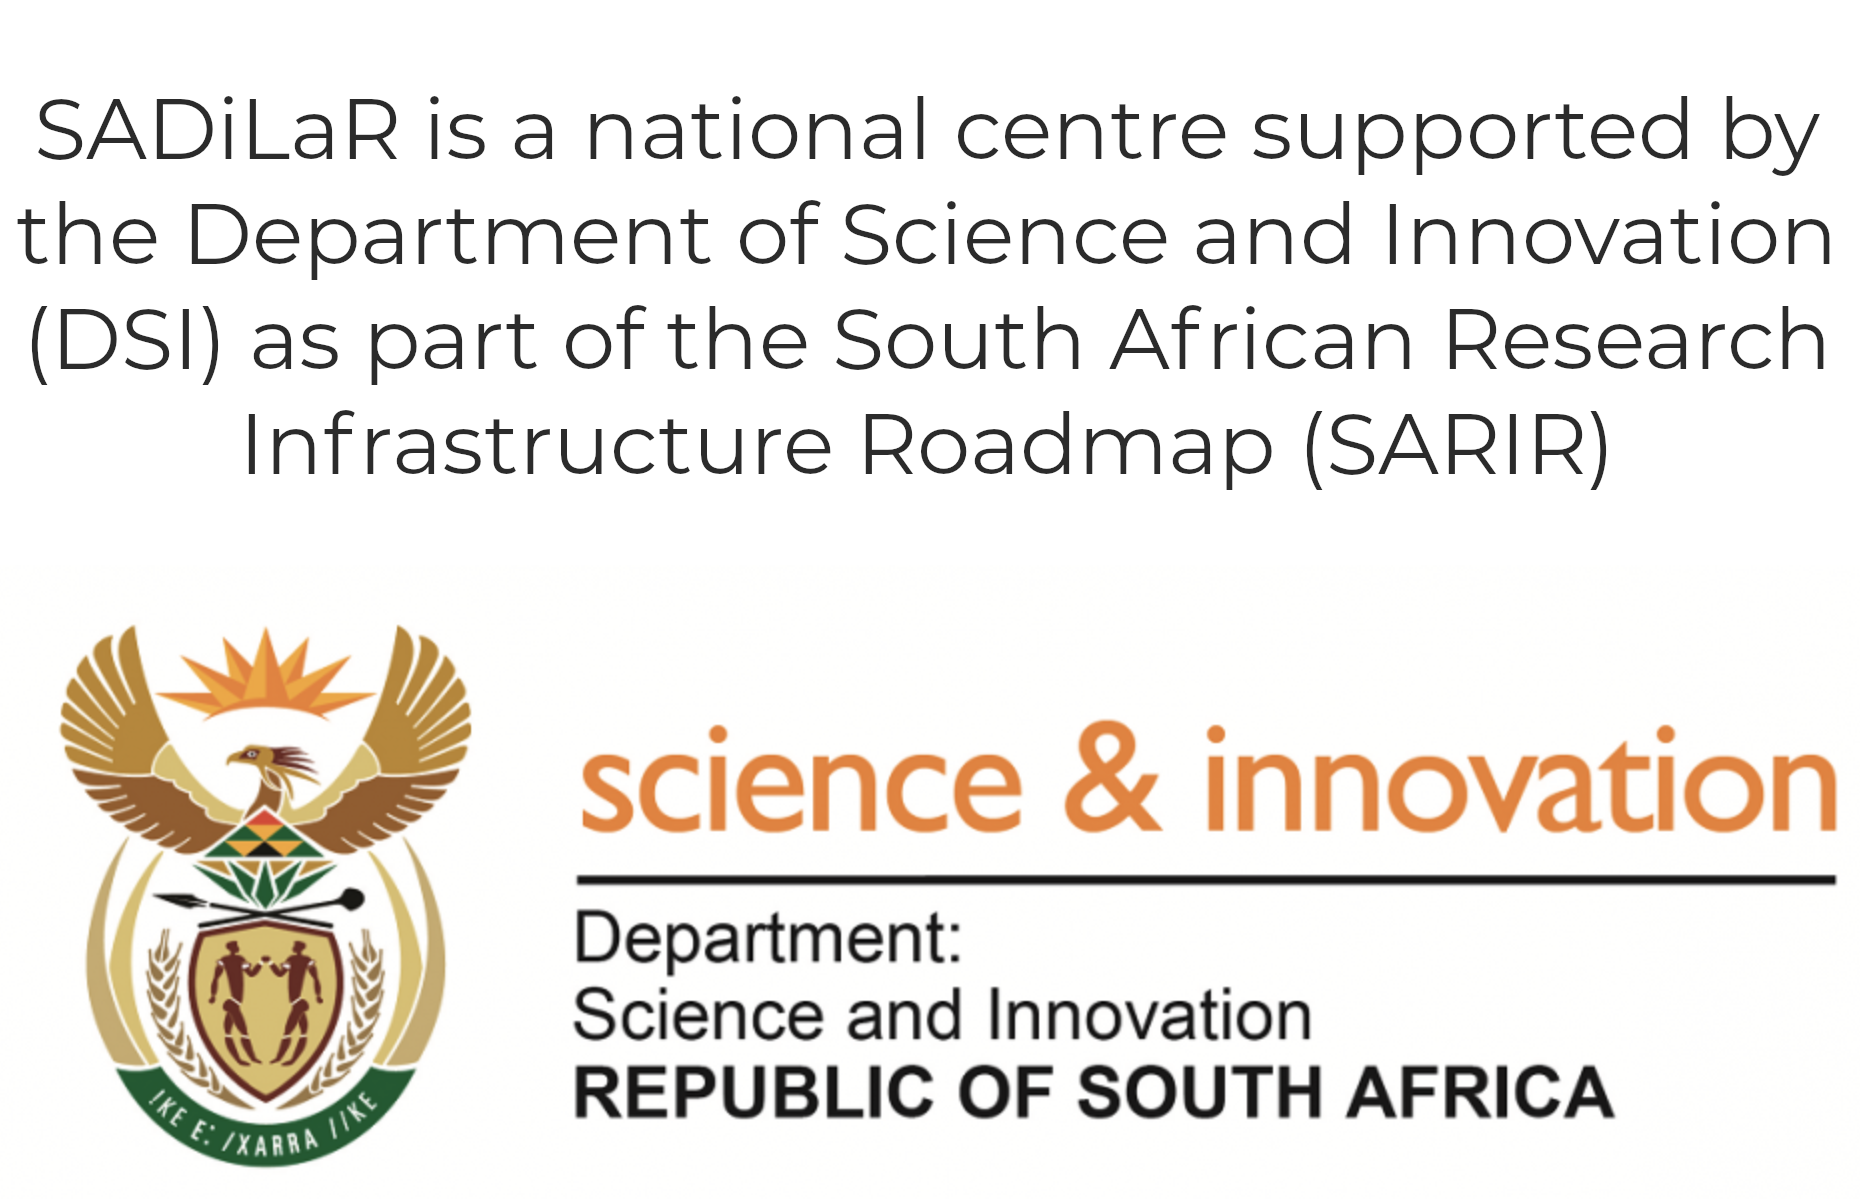 SADiLaR is a national centre supported by
the Department of Science and Innovation
(DSI) as part of the South African Research
Infrastructure Roadmap (SARIR)
science & innovation
Department:
Science and Innovation
REPUBLIC OF SOUTH AFRICA
!KE E: /XARRA //KE